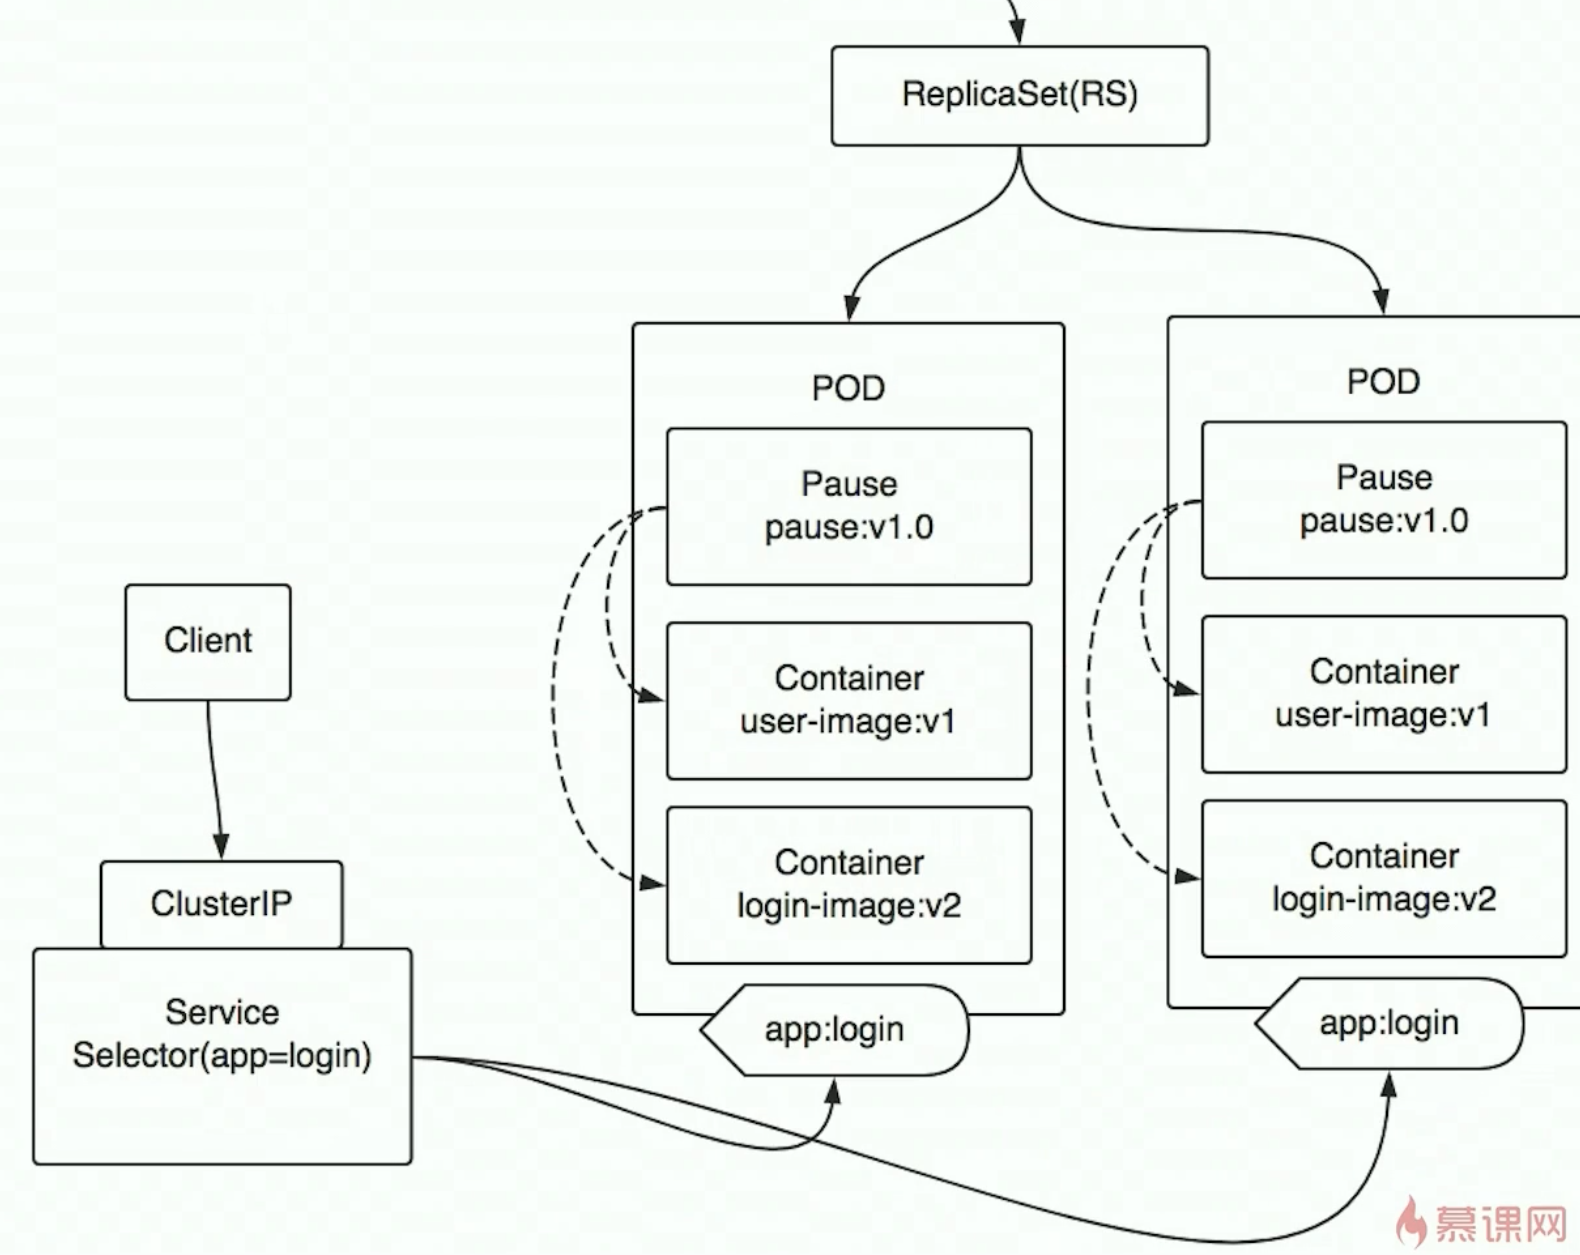 ReplicaSet(RS)
POD
Pause
pause:v1.0
Container
user-image:v1
Container
login-image:v2
app:login
POD
Pause
pause:v1.0
Container
user-image:v1
Container
login-image:v2
app:login
Client
ClusterIP
Service
Selector(app=login)
慕课网